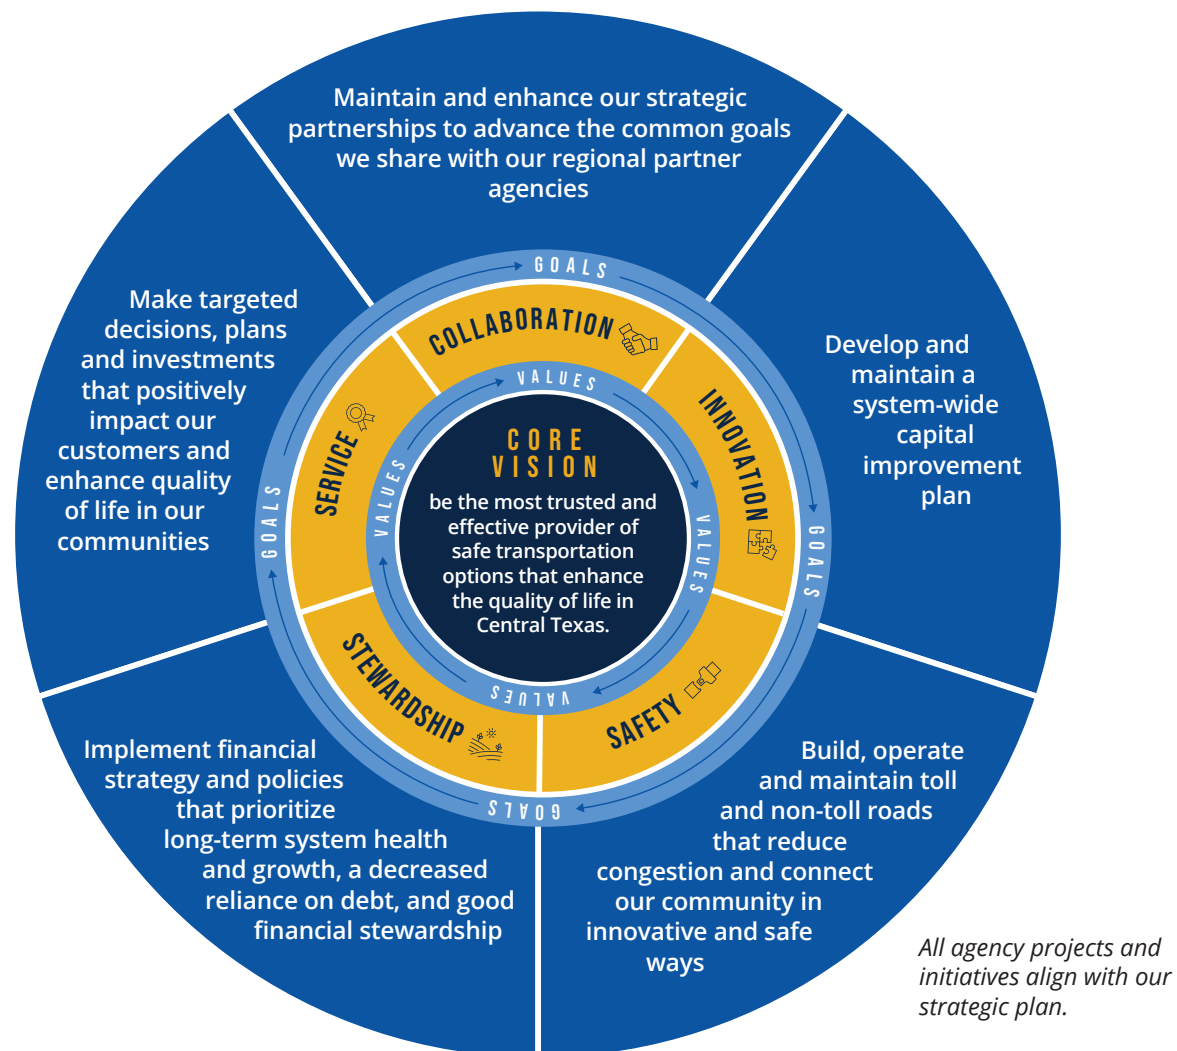 Maintain and enhance our strategic
partnerships to advance the common goals
we share with our regional partner
agencies
Develop and
maintain a
system-wide
capital
improvement
plan
Build, operate
and maintain toll
and non-toll roads
that reduce
congestion and connect
our community in
innovative and safe
ways
Implement financial
strategy and policies
that prioritize
long-term system health
and growth, a decreased
reliance on debt, and good
financial stewardship
Make targeted
decisions, plans
and investments
that positively
impact our
customers and
enhance quality
of life in our
communities
GOALS
GOALS
GOALS
GOALS
COLLABORATION
INNOVATION
SAFETY
STEWARDSHIP
SERVICE
VALUES
VALUES
VALUES
VALUES
CORE
VISION
be the most trusted and
effective provider of
safe transportation
options that enhance
the quality of life in
Central Texas.
All agency projects and
initiatives align with our
strategic plan.